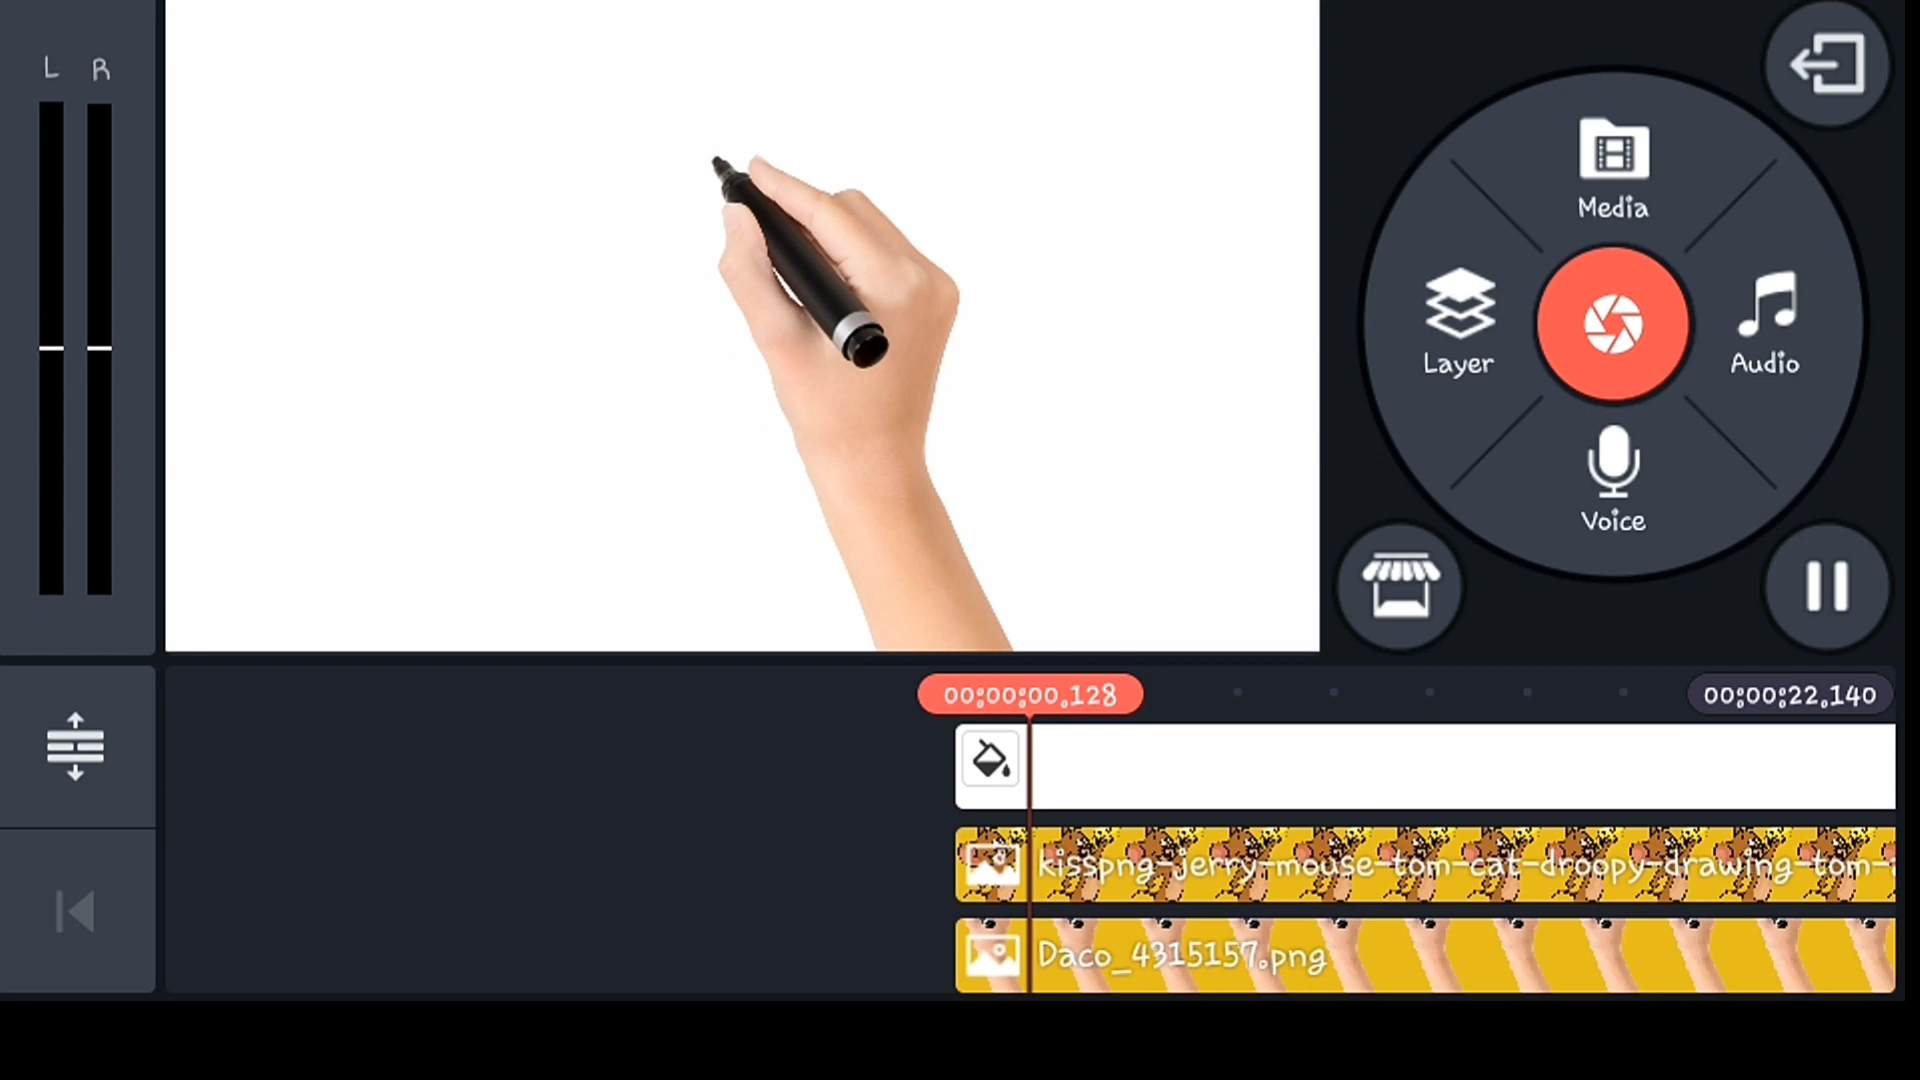 L R
Media
Layer
Audio
Voice
00:00:00.128
00:00:22.140
kisspng-jerry-mouse-tom-cat-droopy-drawing-tom-
Daco_4315157.png